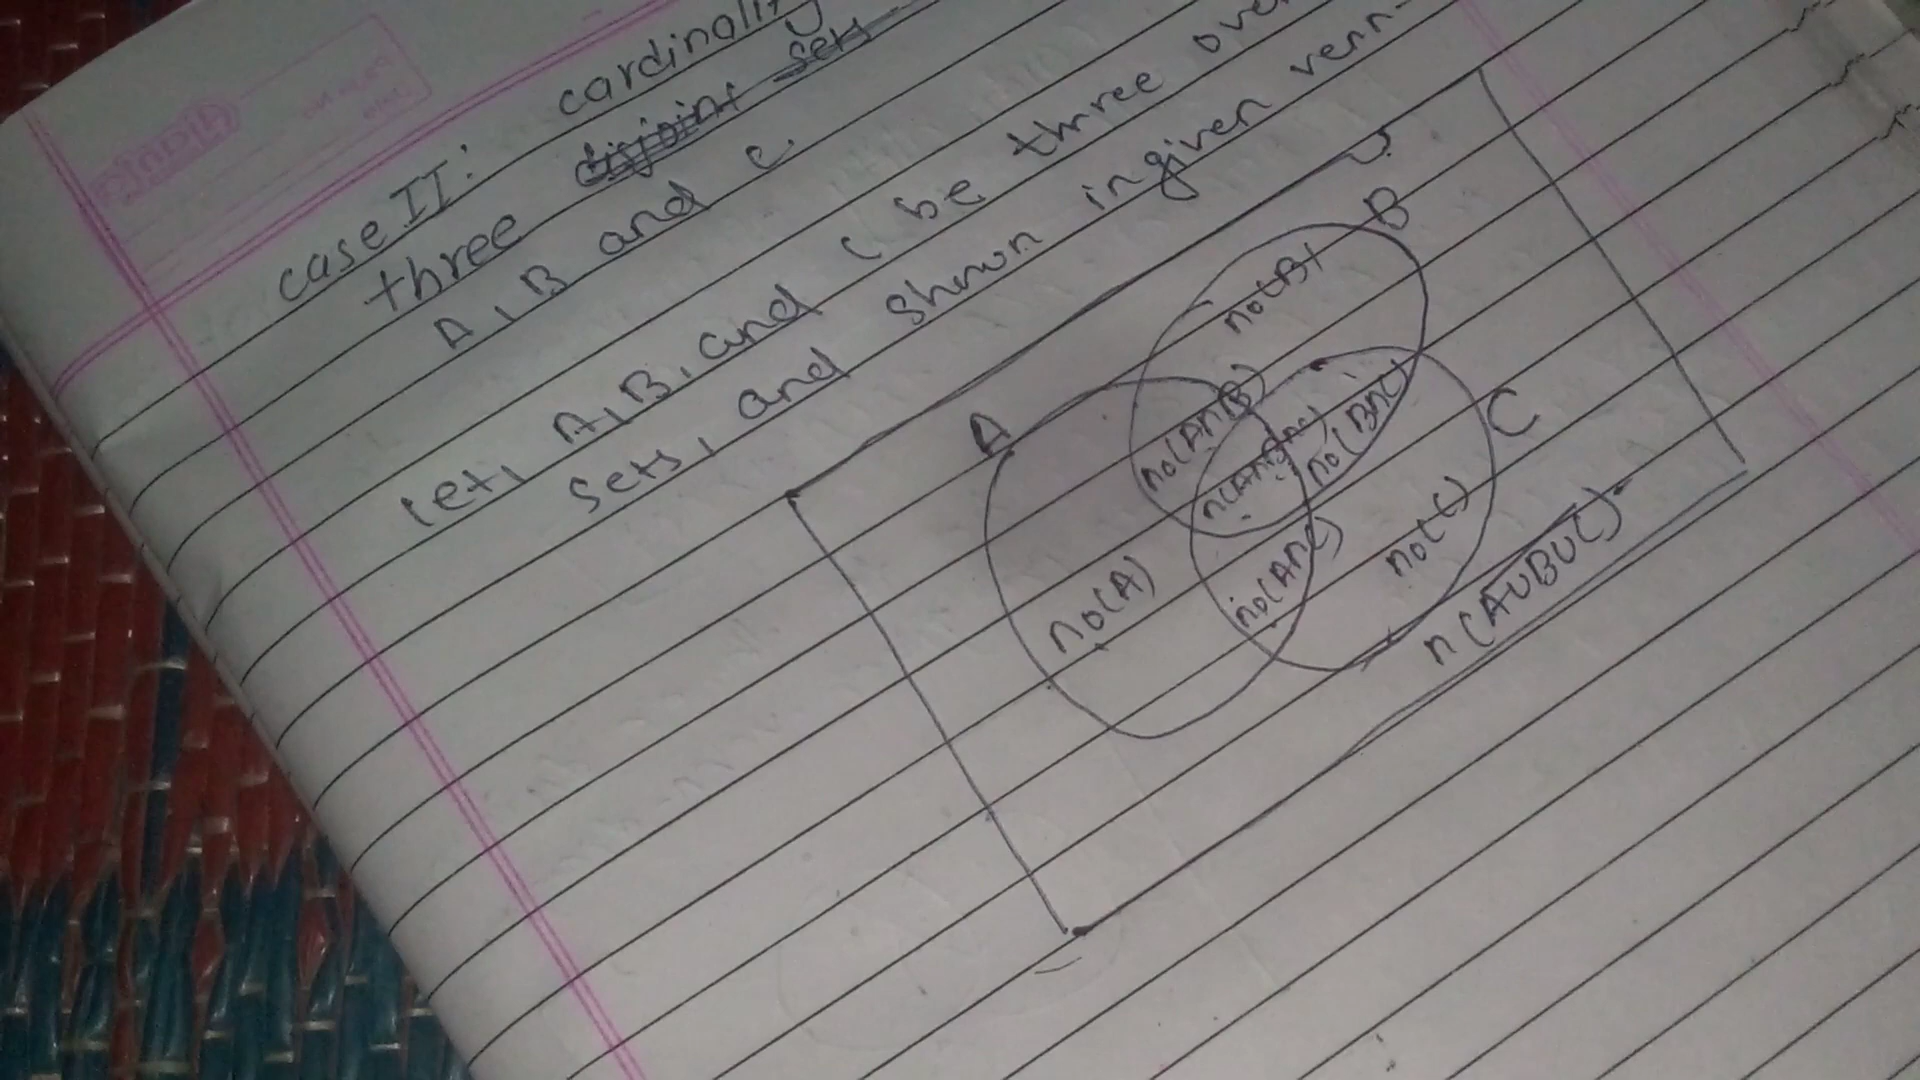 case II: cardinality
three disjoint sets
A, B and C.
let, A, B, and C be three over
sets, and shown in given venn-
U
B
no(B)
A
no(A∩B)
n(A∩B∩C)
no(B∩C)
C
no(A)
no(A∩C)
no(C)
n(A∪B∪C)